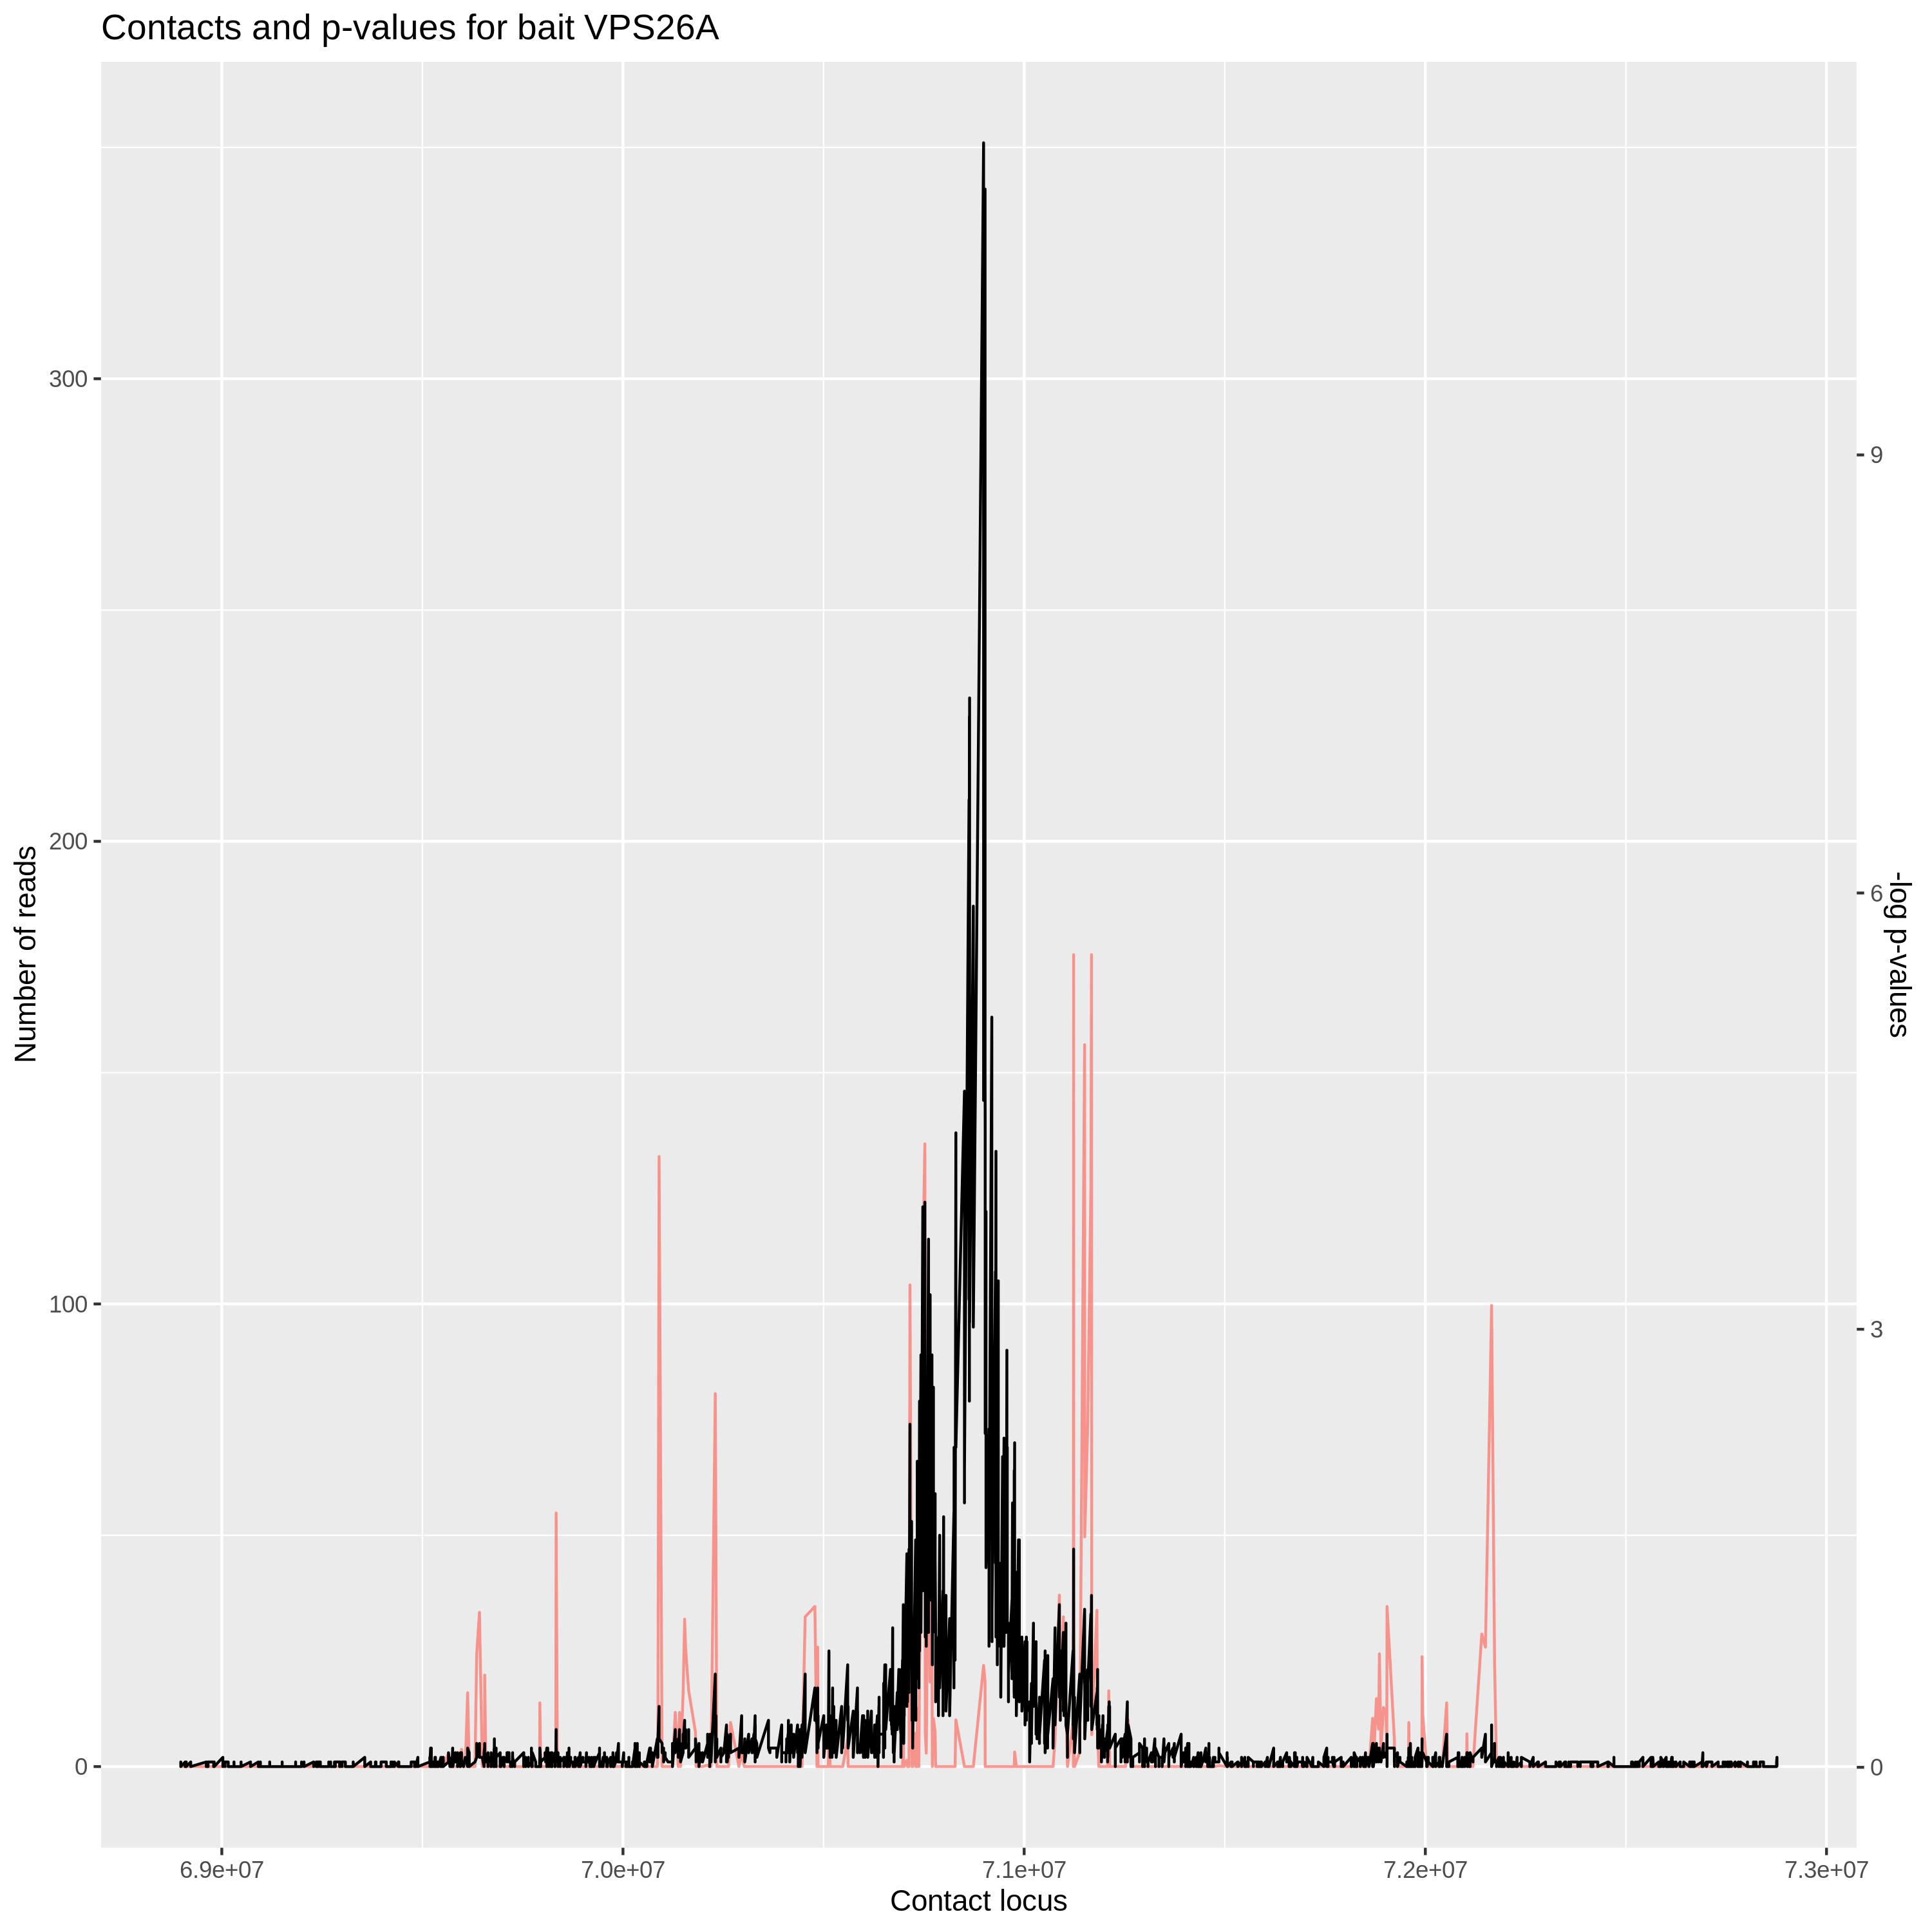 Contacts and p-values for bait VPS26A
Number of reads
300
200
100
0
9
6
3
0
-log p-values
6.9e+07
7.0e+07
7.1e+07
7.2e+07
7.3e+07
Contact locus